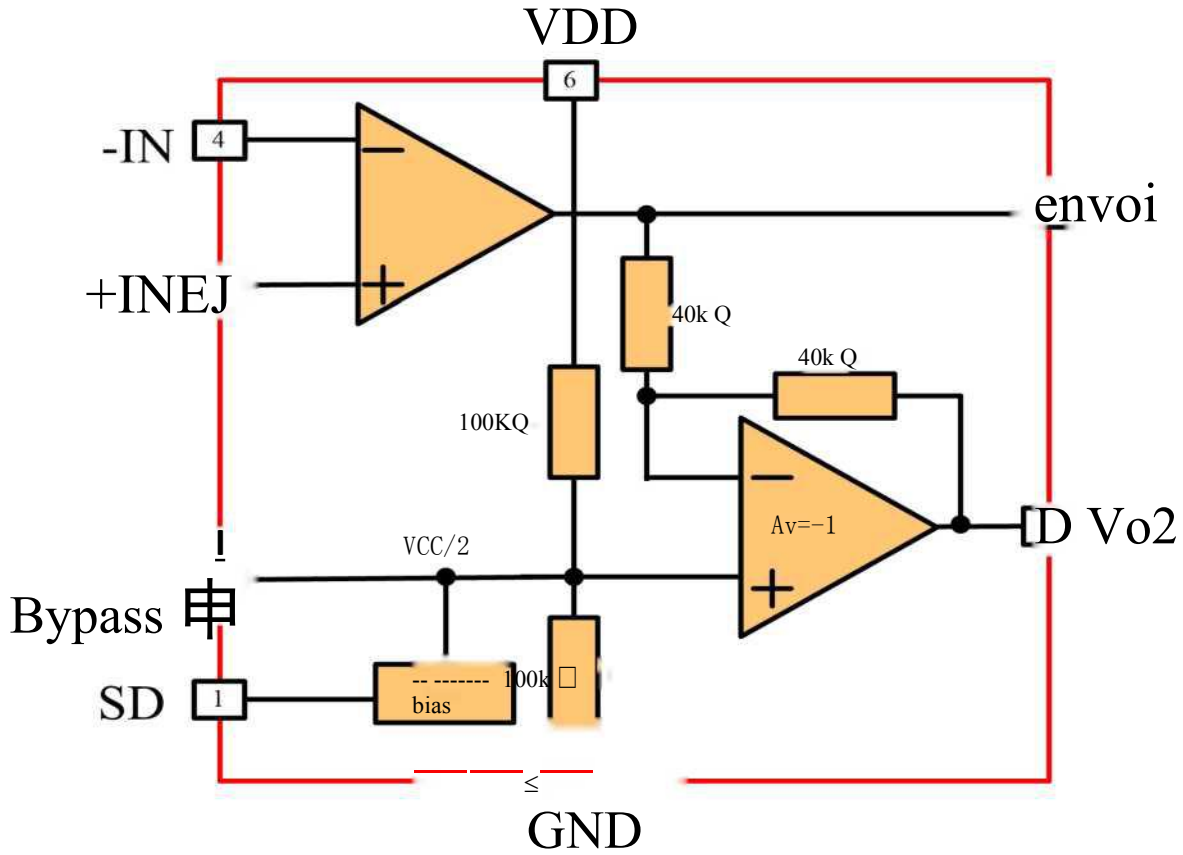 VDD
6
-IN
4
envoi
+INEJ
40k Q
40k Q
100KQ
Av=-1
D Vo2
VCC/2
!
申
Bypass
SD
1
-- ------- 100k □
bias
≤
GND